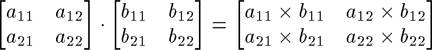 [a₁₁ a₁₂] · [b₁₁ b₁₂] = [a₁₁ × b₁₁ a₁₂ × b₁₂]
[a₂₁ a₂₂] [b₂₁ b₂₂] [a₂₁ × b₂₁ a₂₂ × b₂₂]